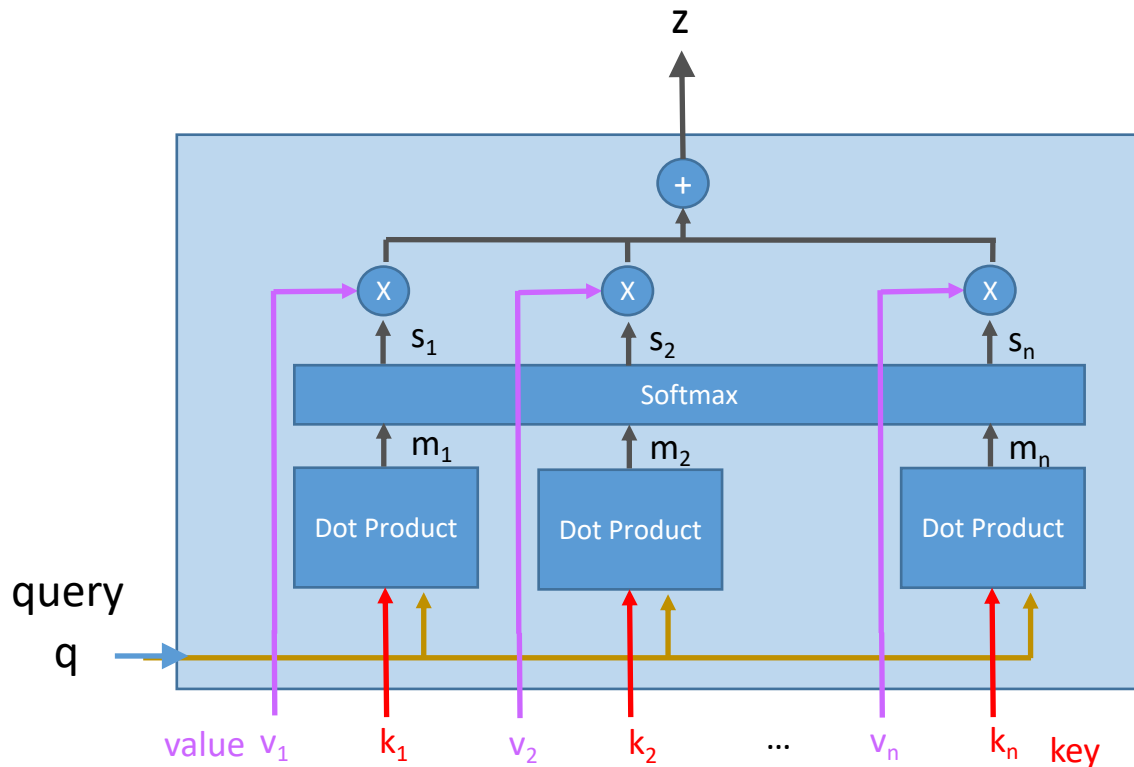 z
+
X X X
s₁ s₂ sₙ
Softmax
m₁ m₂ mₙ
Dot Product Dot Product Dot Product
query
q
value v₁ k₁ v₂ k₂ ... vₙ kₙ key